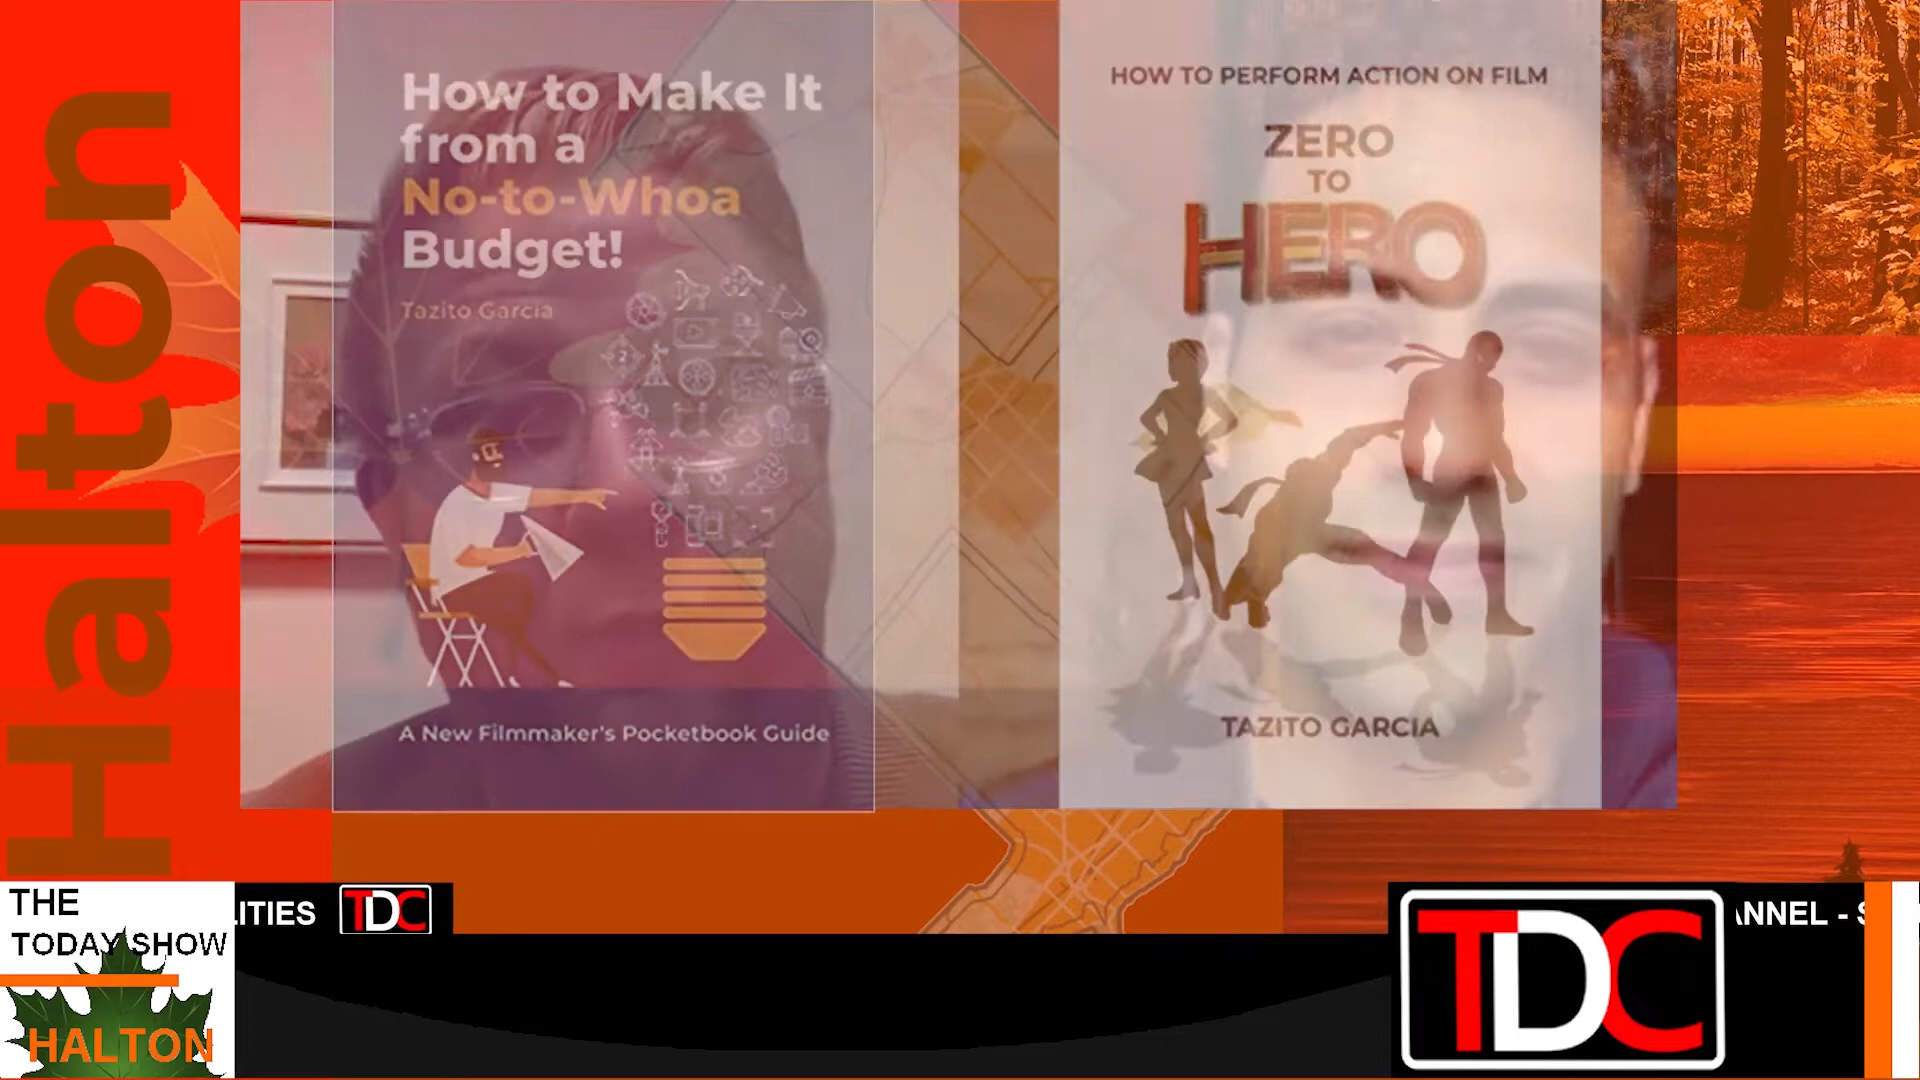 Halton
How to Make It
from a
No-to-Whoa
Budget!
Tazito Garcia
A New Filmmaker's Pocketbook Guide
HOW TO PERFORM ACTION ON FILM
ZERO
TO
HERO
TAZITO GARCIA
THE
TODAY SHOW
HALTON
ITIES
TDC
TDC
ANNEL - S